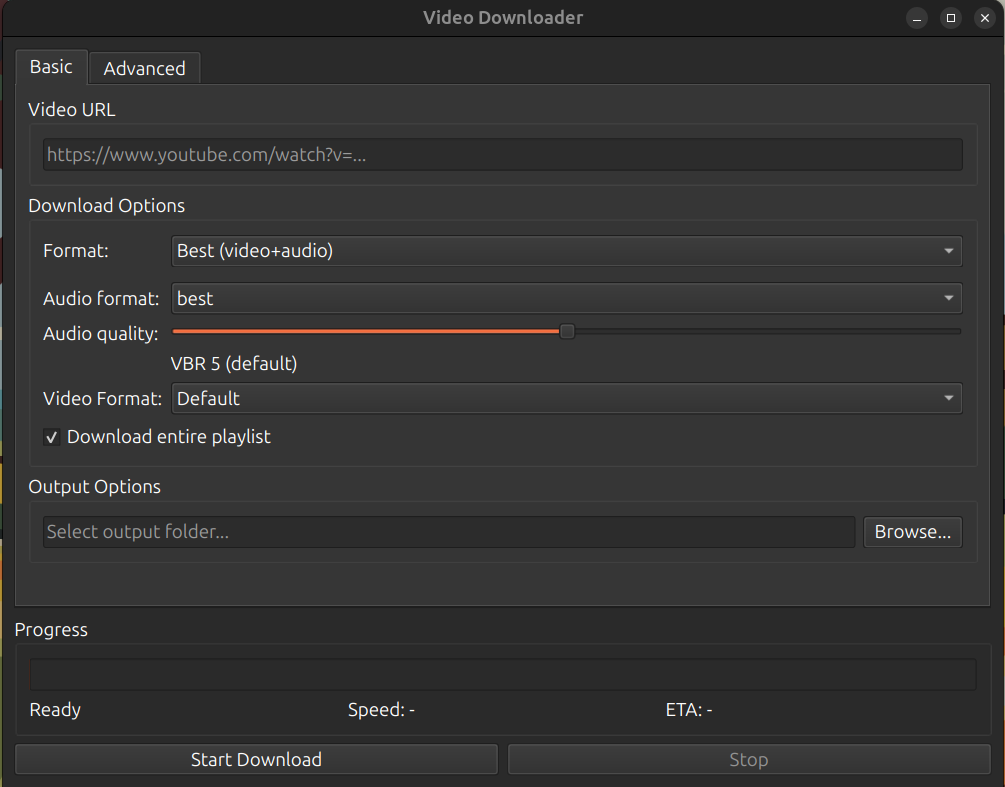 Video Downloader
Basic Advanced
Video URL
https://www.youtube.com/watch?v=...
Download Options
Format: Best (video+audio)
Audio format: best
Audio quality:
VBR 5 (default)
Video Format: Default
Download entire playlist
Output Options
Select output folder... Browse...
Progress
Ready Speed: - ETA: -
Start Download Stop